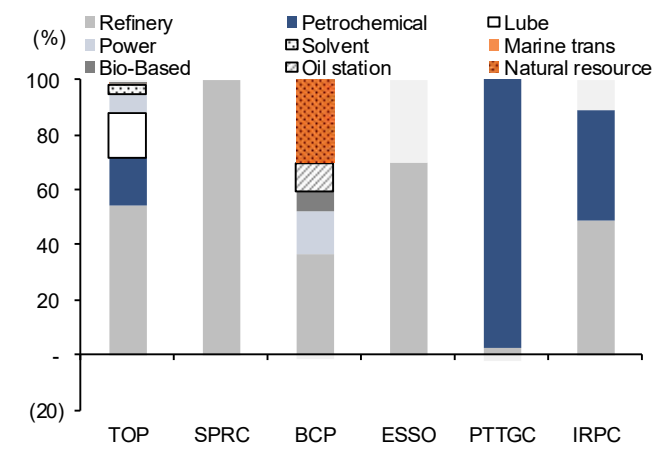 Refinery Petrochemical Lube
(%) Power Solvent Marine trans
Bio-Based Oil station Natural resource
100
80
60
40
20
-
(20)
TOP SPRC BCP ESSO PTTGC IRPC